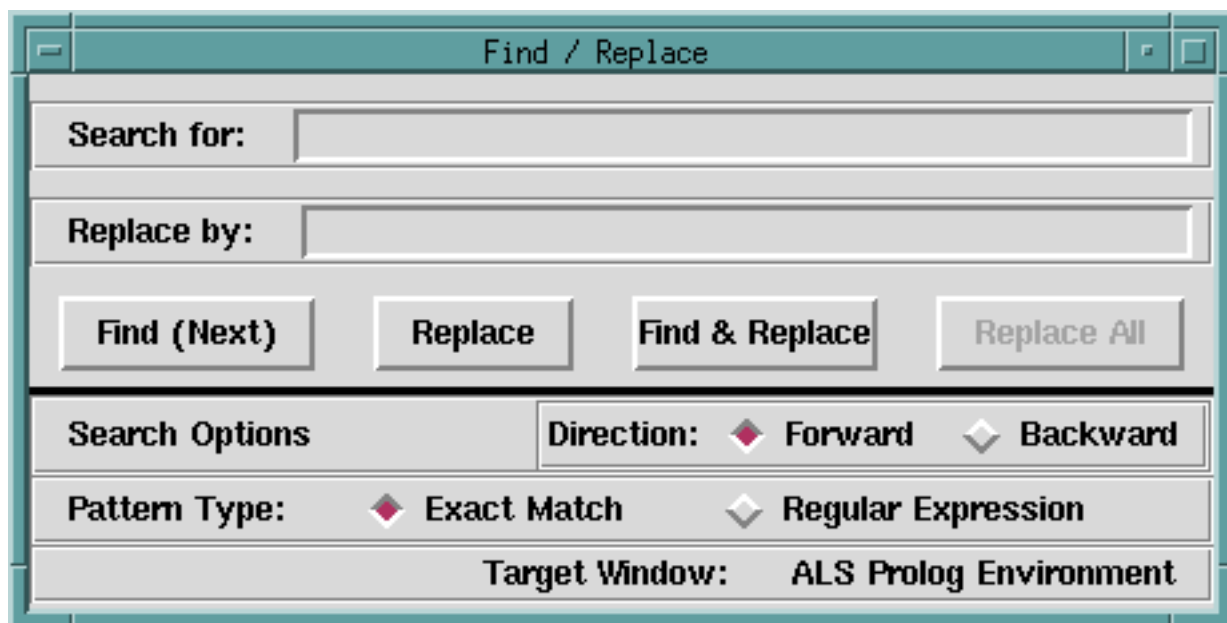 Find / Replace
Search for:
Replace by:
Find (Next) Replace Find & Replace Replace All
Search Options Direction: Forward Backward
Pattern Type: Exact Match Regular Expression
Target Window: ALS Prolog Environment